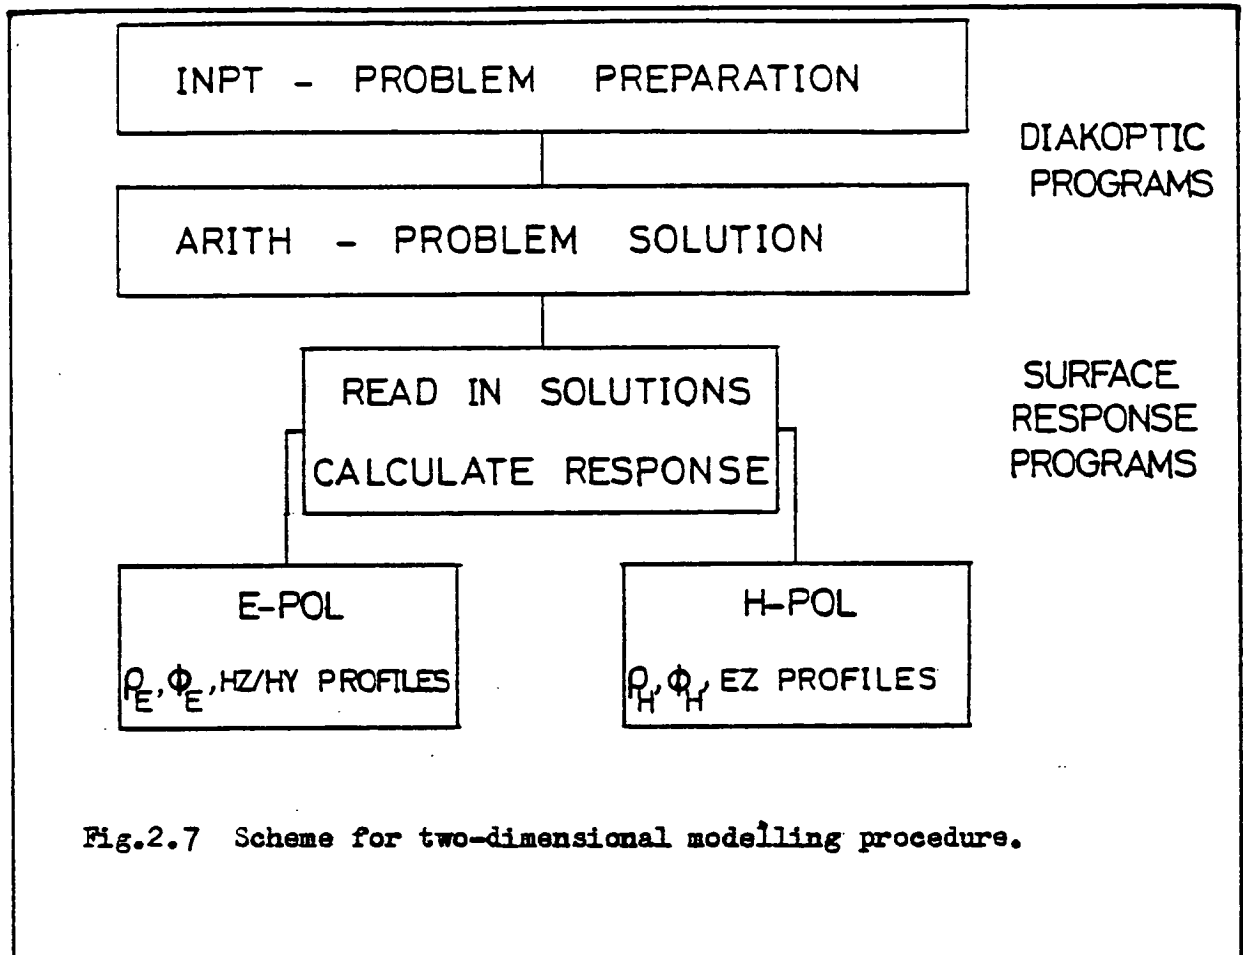 INPT - PROBLEM PREPARATION
DIAKOPTIC
PROGRAMS
ARITH - PROBLEM SOLUTION
READ IN SOLUTIONS
CALCULATE RESPONSE
SURFACE
RESPONSE
PROGRAMS
E-POL
ρE, ΦE, HZ/HY PROFILES
H-POL
ρH, ΦH, EZ PROFILES
Fig.2.7 Scheme for two-dimensional modelling procedure.